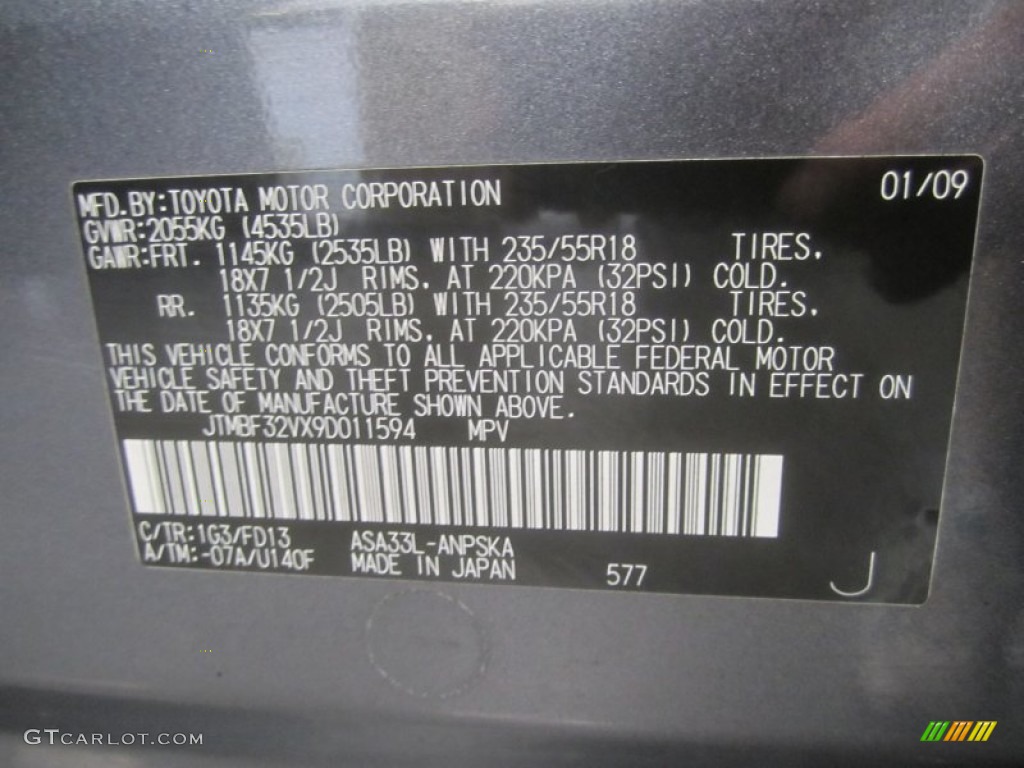 MFD.BY:TOYOTA MOTOR CORPORATION 01/09
GVWR:2055KG (4535LB)
GAWR:FRT. 1145KG (2535LB) WITH 235/55R18 TIRES.
18X7 1/2J RIMS. AT 220KPA (32PSI) COLD.
RR. 1135KG (2505LB) WITH 235/55R18 TIRES.
18X7 1/2J RIMS. AT 220KPA (32PSI) COLD.
THIS VEHICLE CONFORMS TO ALL APPLICABLE FEDERAL MOTOR
VEHICLE SAFETY AND THEFT PREVENTION STANDARDS IN EFFECT ON
THE DATE OF MANUFACTURE SHOWN ABOVE.
JTMBF32VX9D011594 MPV
C/TR:1G3/FD13 ASA33L-ANPSKA
A/TM:-07A/U140F MADE IN JAPAN 577 J
GTCARLOT.COM